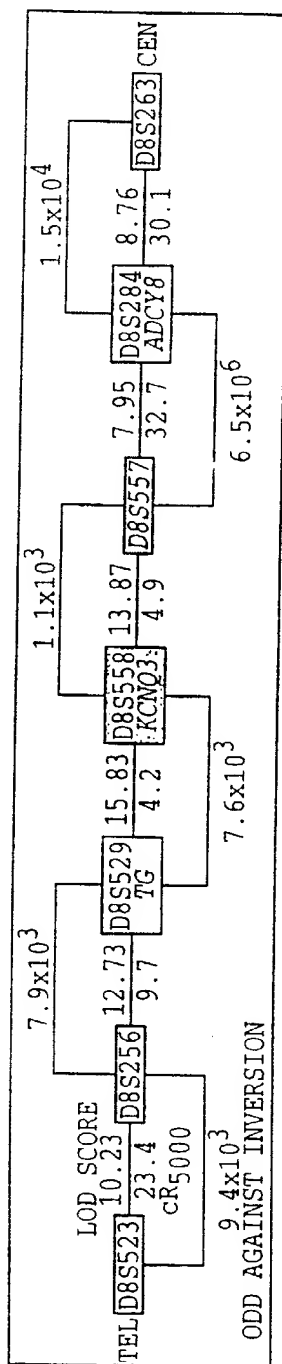 7.9x10³
1.1x10³
1.5x10⁴
LOD SCORE
10.23
12.73
15.83
13.87
7.95
8.76
TEL
D8S523
D8S256
D8S529
TG
D8S558
KCNQ3
D8S557
D8S284
ADCY8
D8S263
CEN
23.4
9.7
4.2
4.9
32.7
30.1
cR5000
9.4x10³
7.6x10³
6.5x10⁶
ODD AGAINST INVERSION